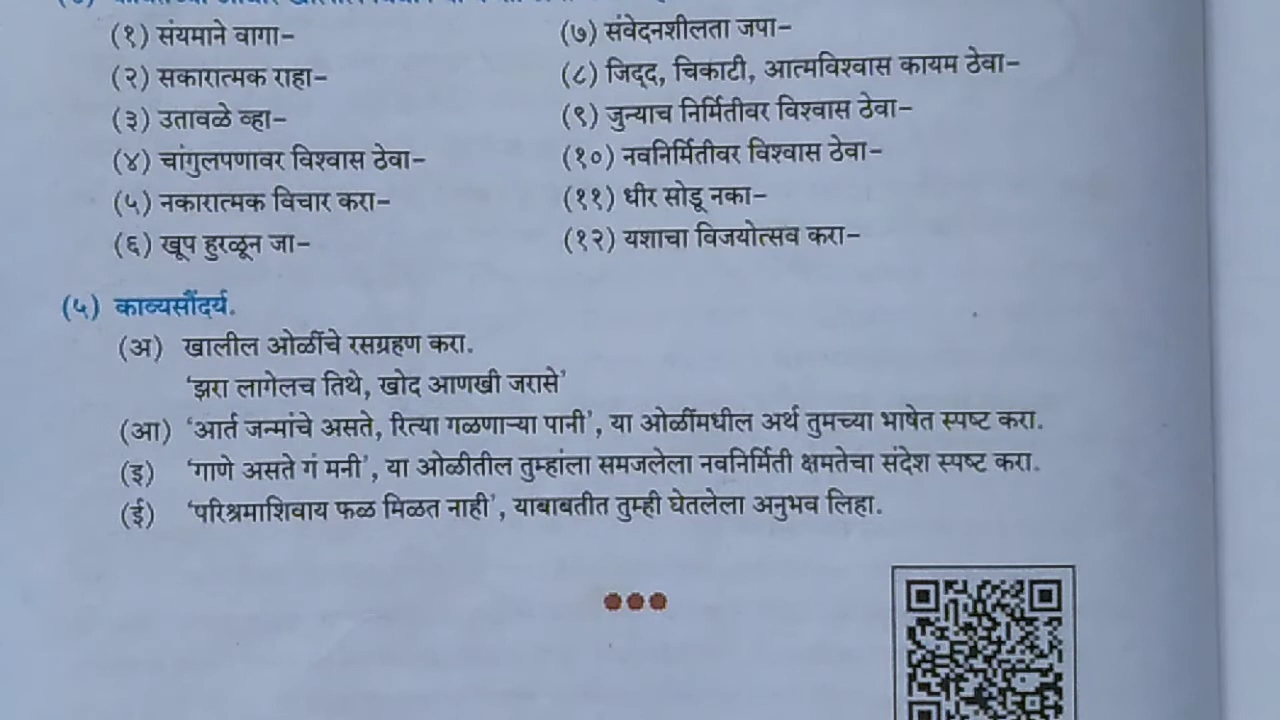 (१) संयमाने वागा–
(२) सकारात्मक राहा–
(३) उतावळे व्हा–
(४) चांगुलपणावर विश्वास ठेवा–
(५) नकारात्मक विचार करा–
(६) खूप हुरळून जा–
(७) संवेदनशीलता जपा–
(८) जिद्द, चिकाटी, आत्मविश्वास कायम ठेवा–
(९) जुन्याच निर्मितीवर विश्वास ठेवा–
(१०) नवनिर्मितीवर विश्वास ठेवा–
(११) धीर सोडू नका–
(१२) यशाचा विजयोत्सव करा–
(५) काव्यसौंदर्य.
(अ) खालील ओळींचे रसग्रहण करा.
'झरा लागेलच तिथे, खोद आणखी जरासे'
(आ) 'आर्त जन्मांचे असते, रित्या गळणाऱ्या पानी', या ओळींमधील अर्थ तुमच्या भाषेत स्पष्ट करा.
(इ) 'गाणे असते गं मनी', या ओळीतील तुम्हांला समजलेला नवनिर्मिती क्षमतेचा संदेश स्पष्ट करा.
(ई) 'परिश्रमाशिवाय फळ मिळत नाही', याबाबतीत तुम्ही घेतलेला अनुभव लिहा.